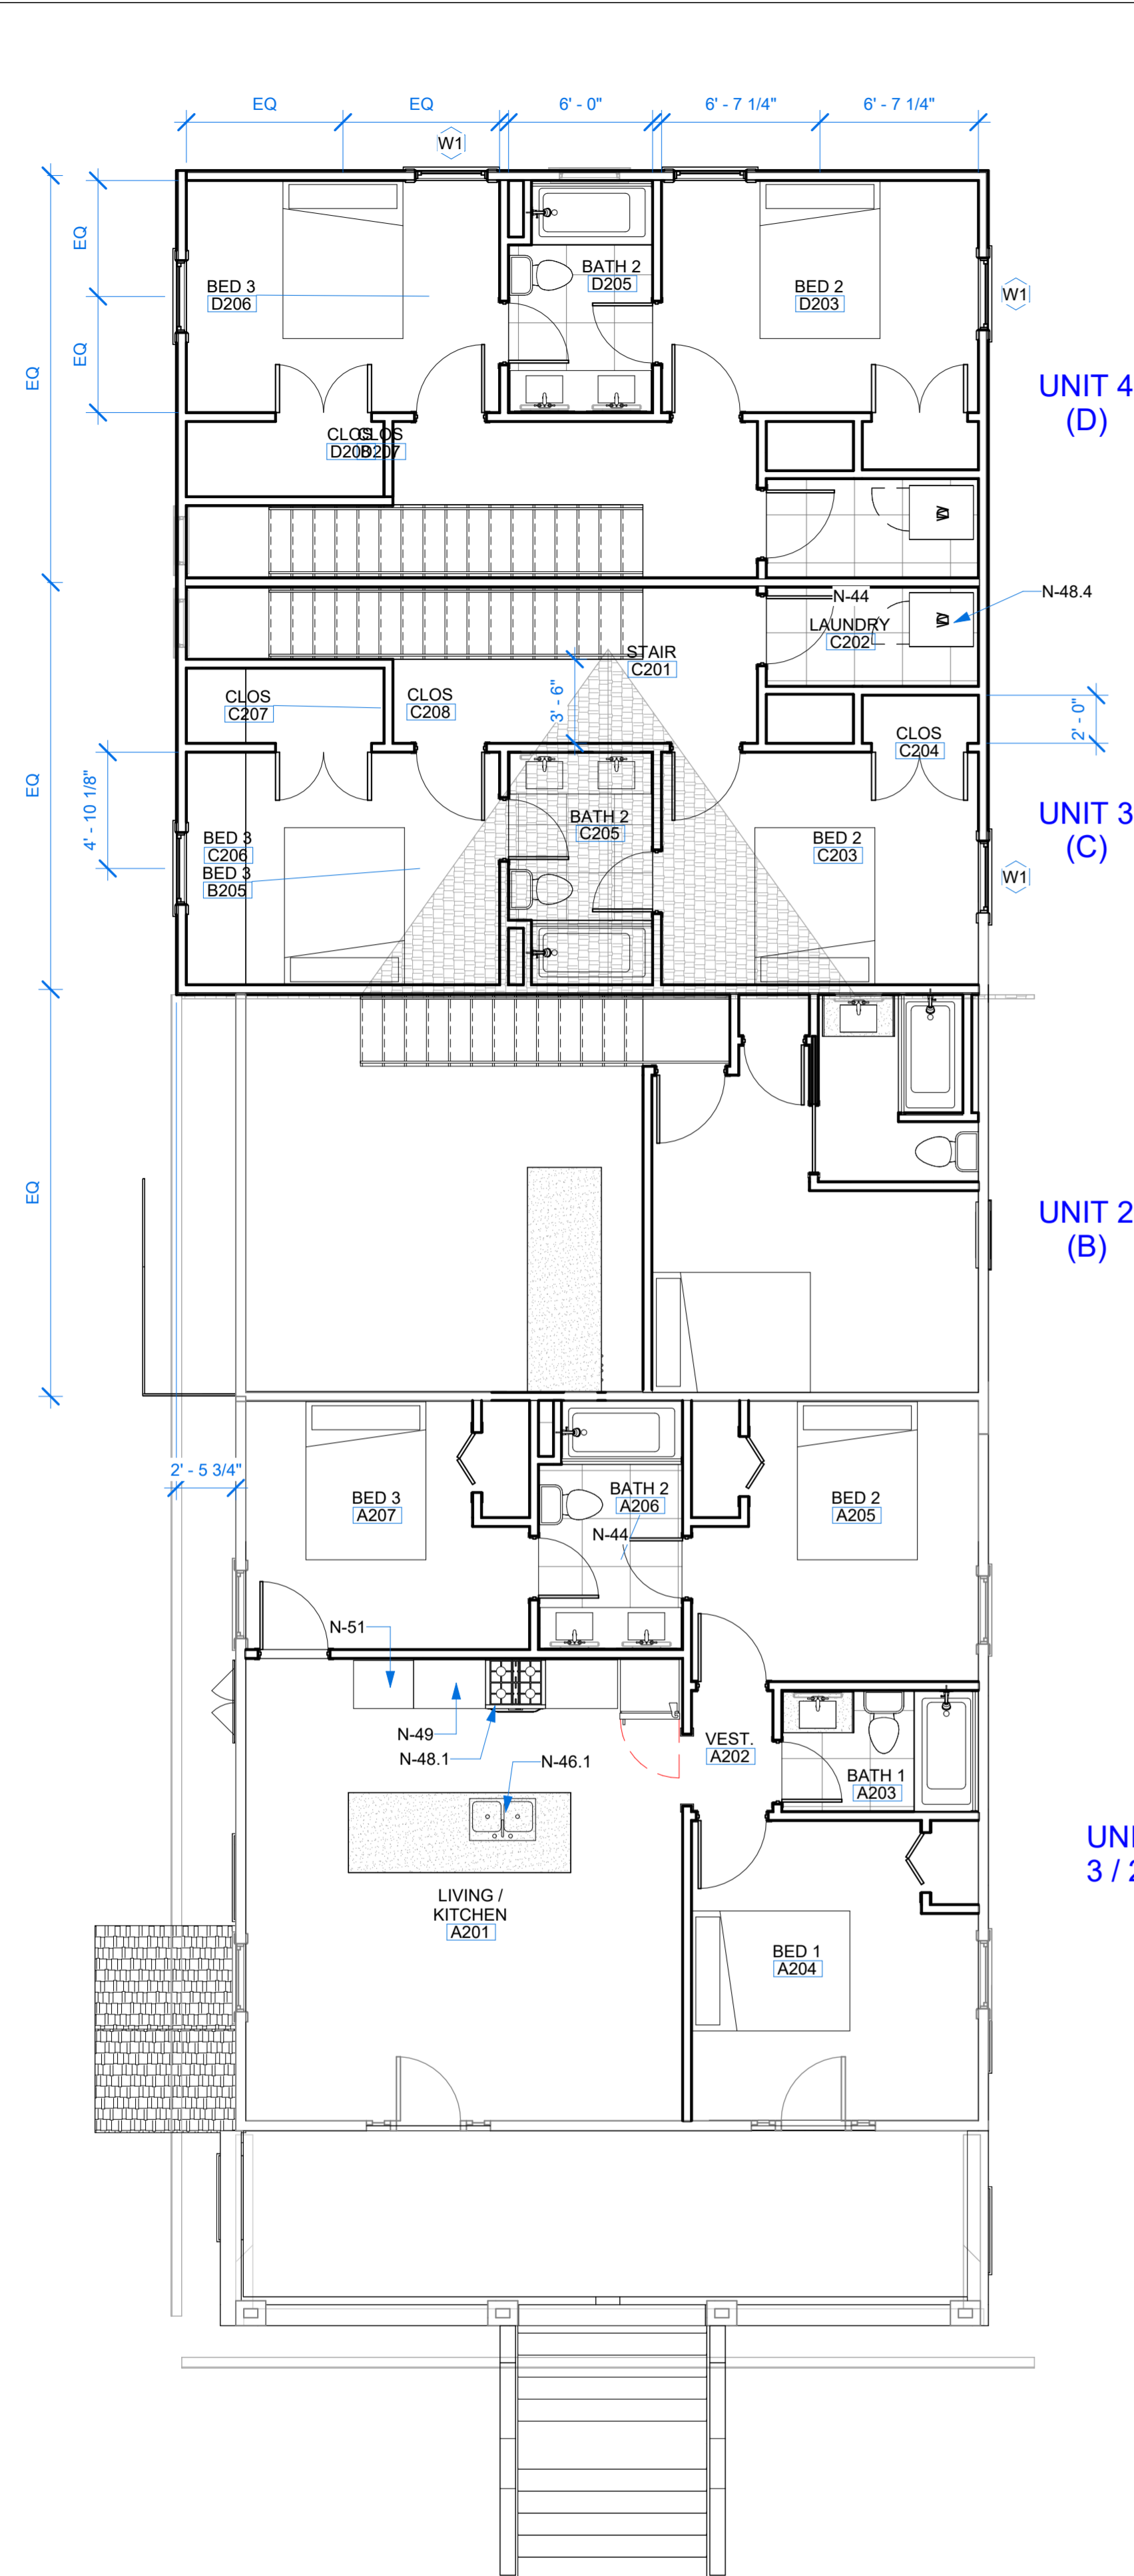 EQ
EQ
6' - 0"
6' - 7 1/4"
6' - 7 1/4"
W1
EQ
EQ
EQ
BED 3
D206
BATH 2
D205
BED 2
D203
W1
UNIT 4
(D)
CLOS
CLOS
D207
N-44
N-48.4
LAUNDRY
C202
STAIR
C201
CLOS
C207
CLOS
C208
3' - 6"
2' - 0"
CLOS
C204
EQ
4' - 10 1/8"
UNIT 3
(C)
BED 3
C206
BED 3
B205
BATH 2
C205
BED 2
C203
W1
EQ
UNIT 2
(B)
2' - 5 3/4"
BED 3
A207
BATH 2
A206
N-44
BED 2
A205
N-51
N-49
N-48.1
N-46.1
VEST.
A202
BATH 1
A203
UNI
3 / 2
LIVING /
KITCHEN
A201
BED 1
A204